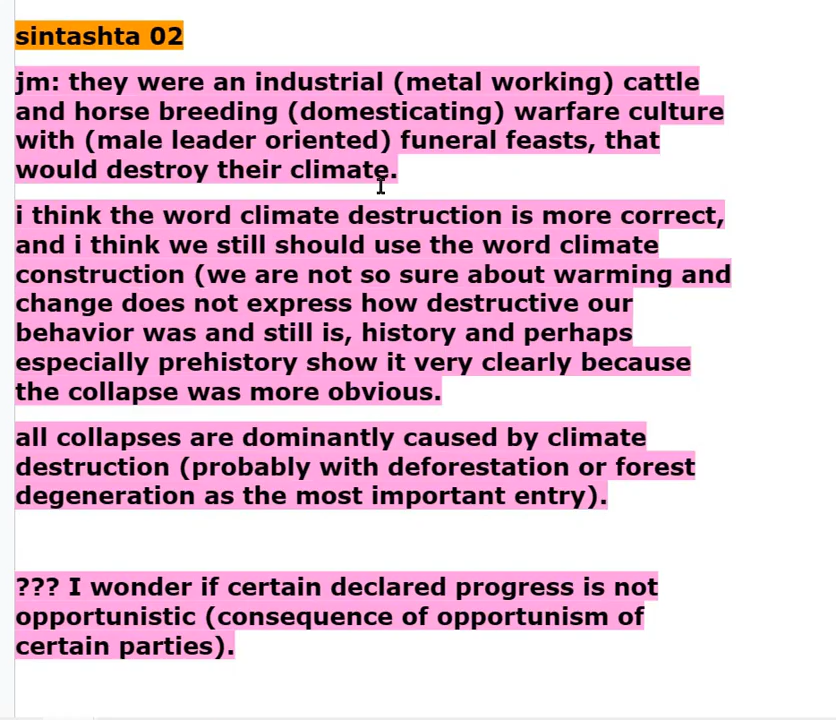 sintashta 02
jm: they were an industrial (metal working) cattle
and horse breeding (domesticating) warfare culture
with (male leader oriented) funeral feasts, that
would destroy their climate.
i think the word climate destruction is more correct,
and i think we still should use the word climate
construction (we are not so sure about warming and
change does not express how destructive our
behavior was and still is, history and perhaps
especially prehistory show it very clearly because
the collapse was more obvious.
all collapses are dominantly caused by climate
destruction (probably with deforestation or forest
degeneration as the most important entry).
??? I wonder if certain declared progress is not
opportunistic (consequence of opportunism of
certain parties).